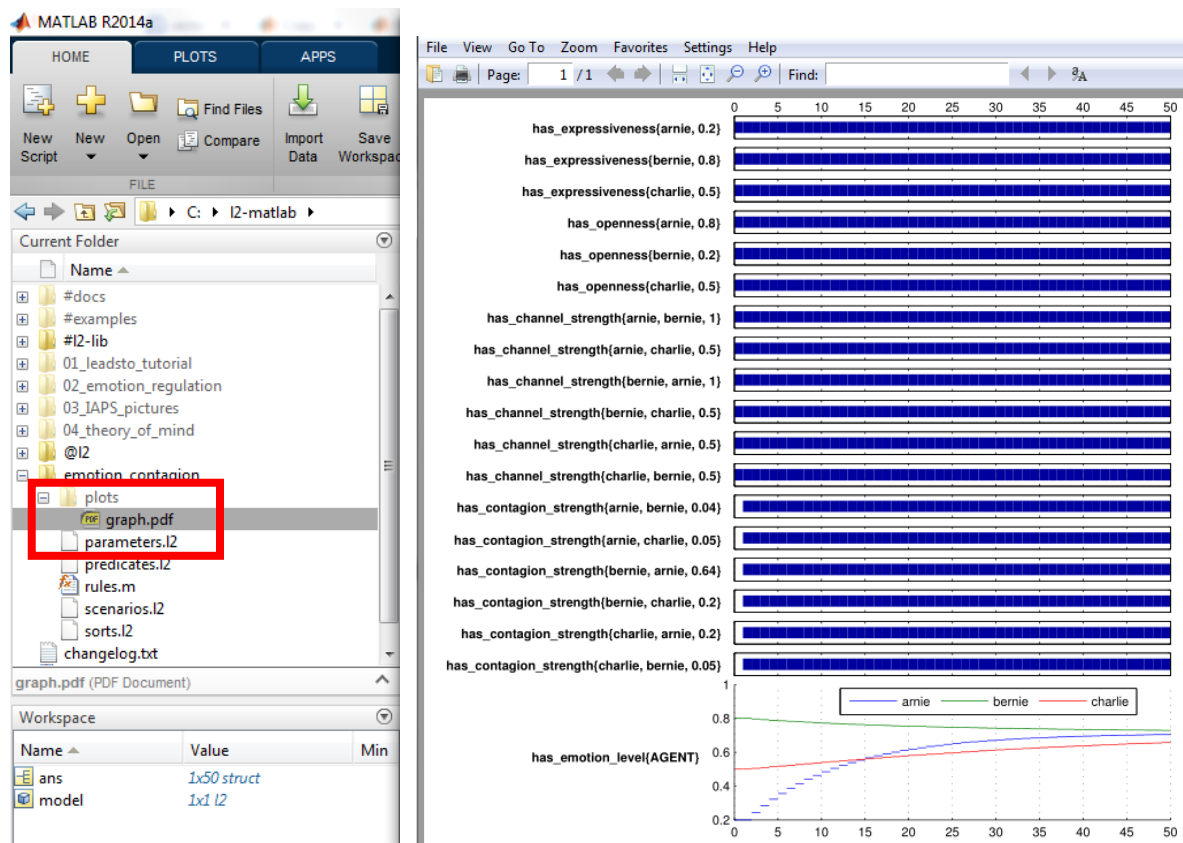 MATLAB R2014a
HOME PLOTS APPS
New Script
New
Open
Find Files
Compare
Import Data
Save Workspac
FILE
C: l2-matlab
Current Folder
Name
#docs
#examples
#l2-lib
01_leadsto_tutorial
02_emotion_regulation
03_IAPS_pictures
04_theory_of_mind
@l2
emotion_contagion
plots
graph.pdf
parameters.l2
predicates.l2
rules.m
scenarios.l2
sorts.l2
changelog.txt
graph.pdf (PDF Document)
Workspace
Name Value Min
ans 1x50 struct
model 1x1 l2
File View Go To Zoom Favorites Settings Help
Page: 1 / 1 Find:
0 5 10 15 20 25 30 35 40 45 50
has_expressiveness{arnie, 0.2}
has_expressiveness{bernie, 0.8}
has_expressiveness{charlie, 0.5}
has_openness{arnie, 0.8}
has_openness{bernie, 0.2}
has_openness{charlie, 0.5}
has_channel_strength{arnie, bernie, 1}
has_channel_strength{arnie, charlie, 0.5}
has_channel_strength{bernie, arnie, 1}
has_channel_strength{bernie, charlie, 0.5}
has_channel_strength{charlie, arnie, 0.5}
has_channel_strength{charlie, bernie, 0.5}
has_contagion_strength{arnie, bernie, 0.04}
has_contagion_strength{arnie, charlie, 0.05}
has_contagion_strength{bernie, arnie, 0.64}
has_contagion_strength{bernie, charlie, 0.2}
has_contagion_strength{charlie, arnie, 0.2}
has_contagion_strength{charlie, bernie, 0.05}
1
arnie bernie charlie
0.8
has_emotion_level{AGENT}
0.6
0.4
0.2
0 5 10 15 20 25 30 35 40 45 50